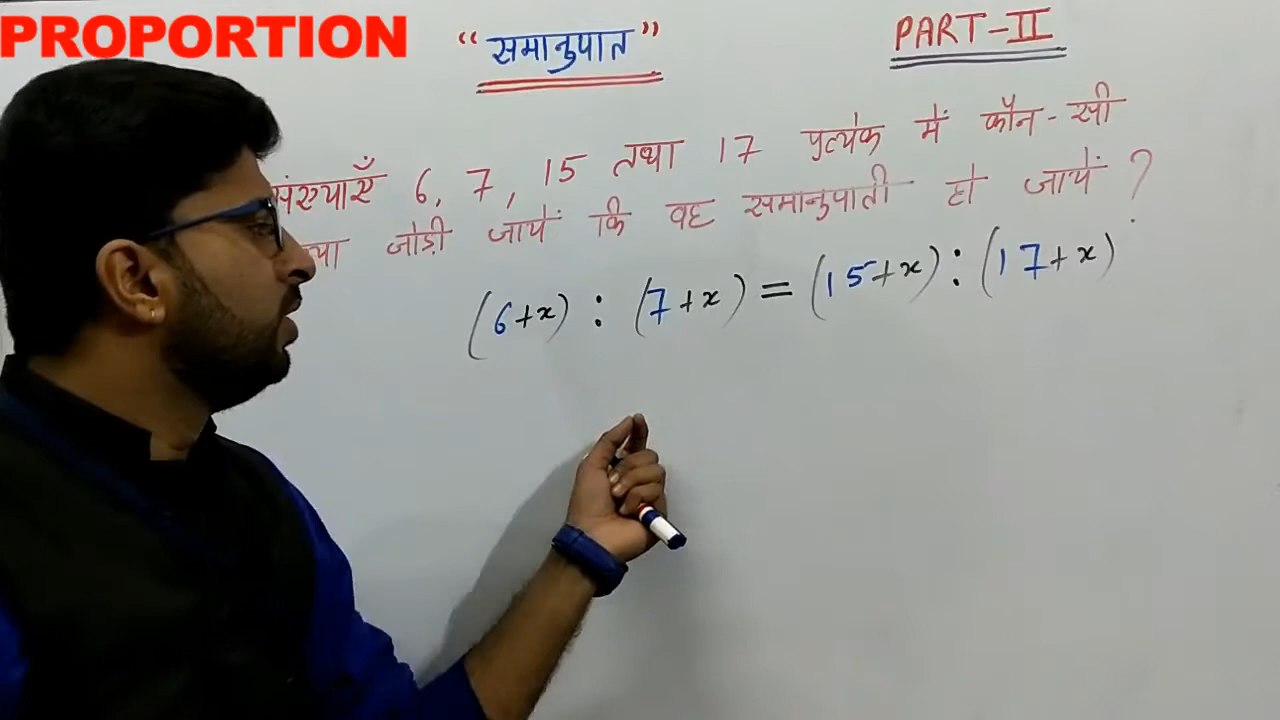 PROPORTION
“समानुपात”
PART-II
संख्याएँ 6, 7, 15 तथा 17 प्रत्येक में कौन-सी
जोड़ी जायें कि वह समानुपाती हो जायें ?
(6+x) : (7+x) = (15+x) : (17+x)